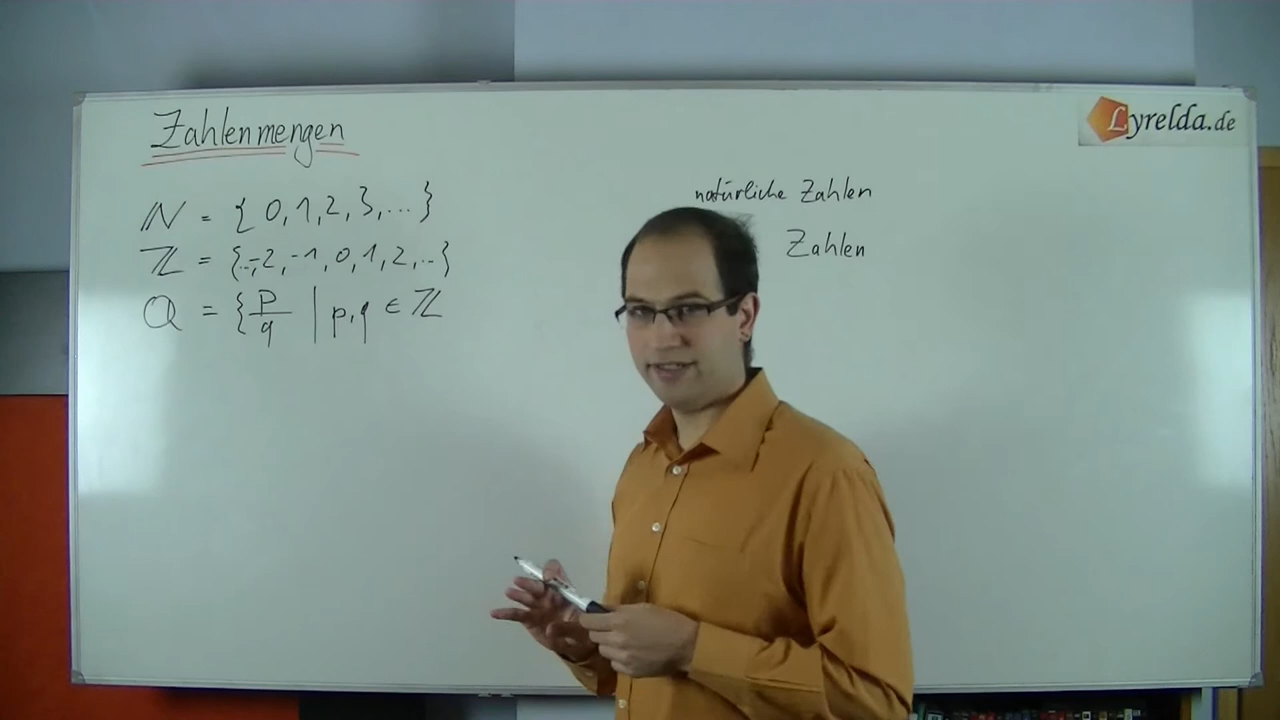 Zahlenmengen
Lyrelda.de
ℕ = { 0, 1, 2, 3, ... }
natürliche Zahlen
ℤ = {..,-2, -1, 0, 1, 2, ...}
Zahlen
ℚ = { p/q | p, q ∈ ℤ